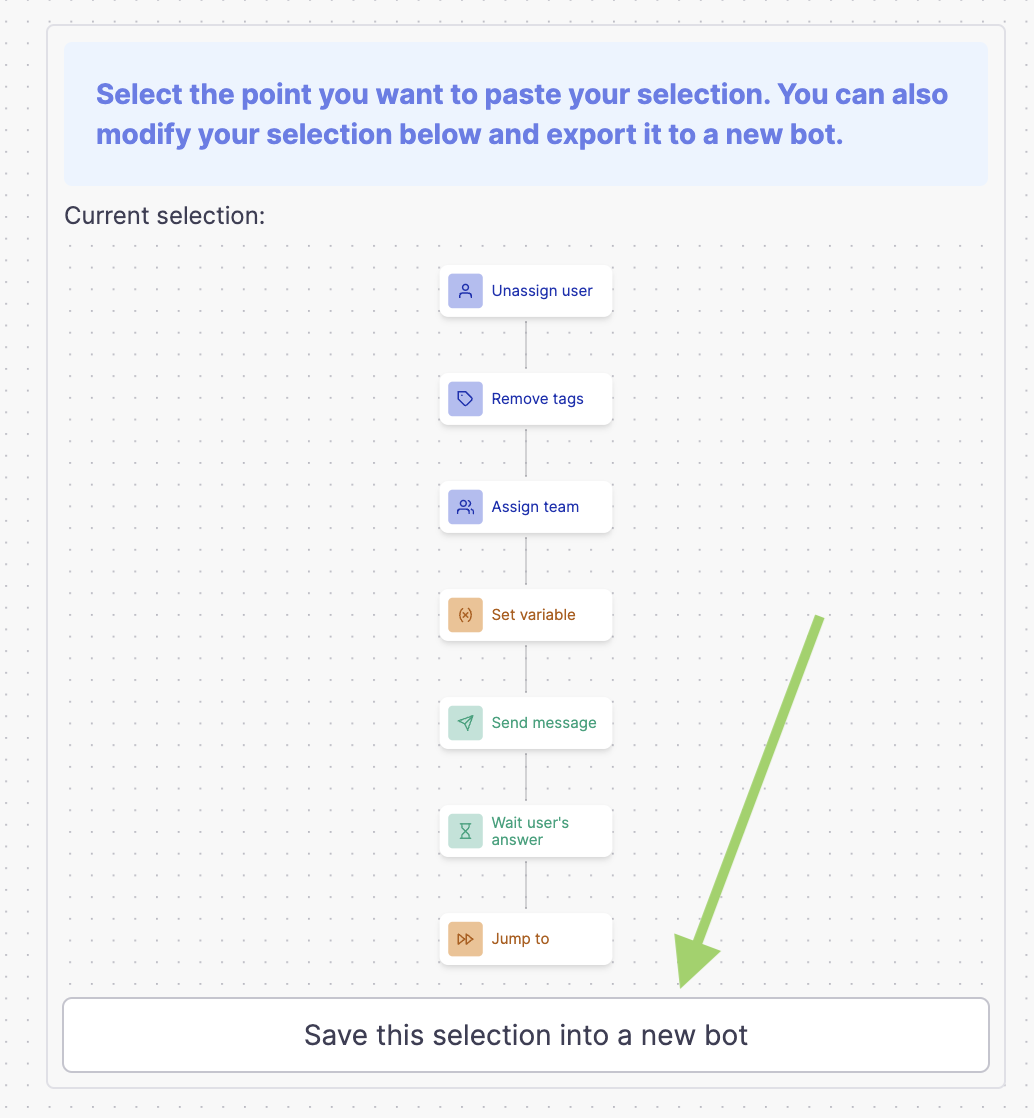 Select the point you want to paste your selection. You can also
modify your selection below and export it to a new bot.
Current selection:
Unassign user
Remove tags
Assign team
Set variable
Send message
Wait user's
answer
Jump to
Save this selection into a new bot